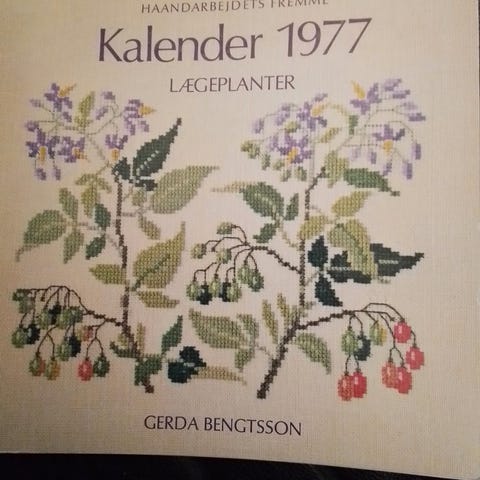 HAANDARBEJDETS FREMME
Kalender 1977
LÆGEPLANTER
GERDA BENGTSSON